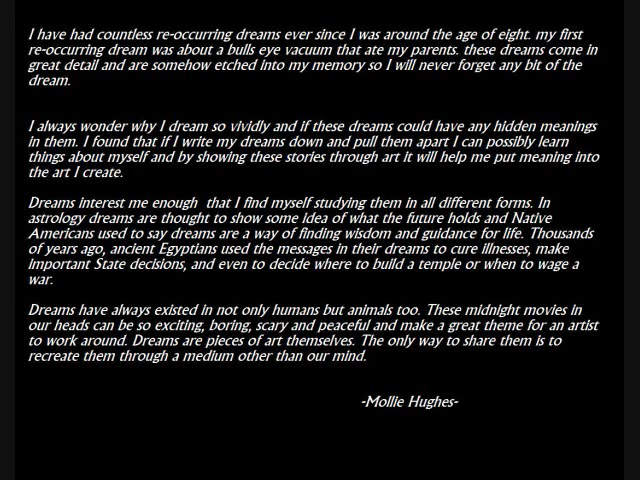 I have had countless re-occurring dreams ever since I was around the age of eight. my first
re-occurring dream was about a bulls eye vacuum that ate my parents. these dreams come in
great detail and are somehow etched into my memory so I will never forget any bit of the
dream.
I always wonder why I dream so vividly and if these dreams could have any hidden meanings
in them. I found that if I write my dreams down and pull them apart I can possibly learn
things about myself and by showing these stories through art it will help me put meaning into
the art I create.
Dreams interest me enough that I find myself studying them in all different forms. In
astrology dreams are thought to show some idea of what the future holds and Native
Americans used to say dreams are a way of finding wisdom and guidance for life. Thousands
of years ago, ancient Egyptians used the messages in their dreams to cure illnesses, make
important State decisions, and even to decide where to build a temple or when to wage a
war.
Dreams have always existed in not only humans but animals too. These midnight movies in
our heads can be so exciting, boring, scary and peaceful and make a great theme for an artist
to work around. Dreams are pieces of art themselves. The only way to share them is to
recreate them through a medium other than our mind.
-Mollie Hughes-